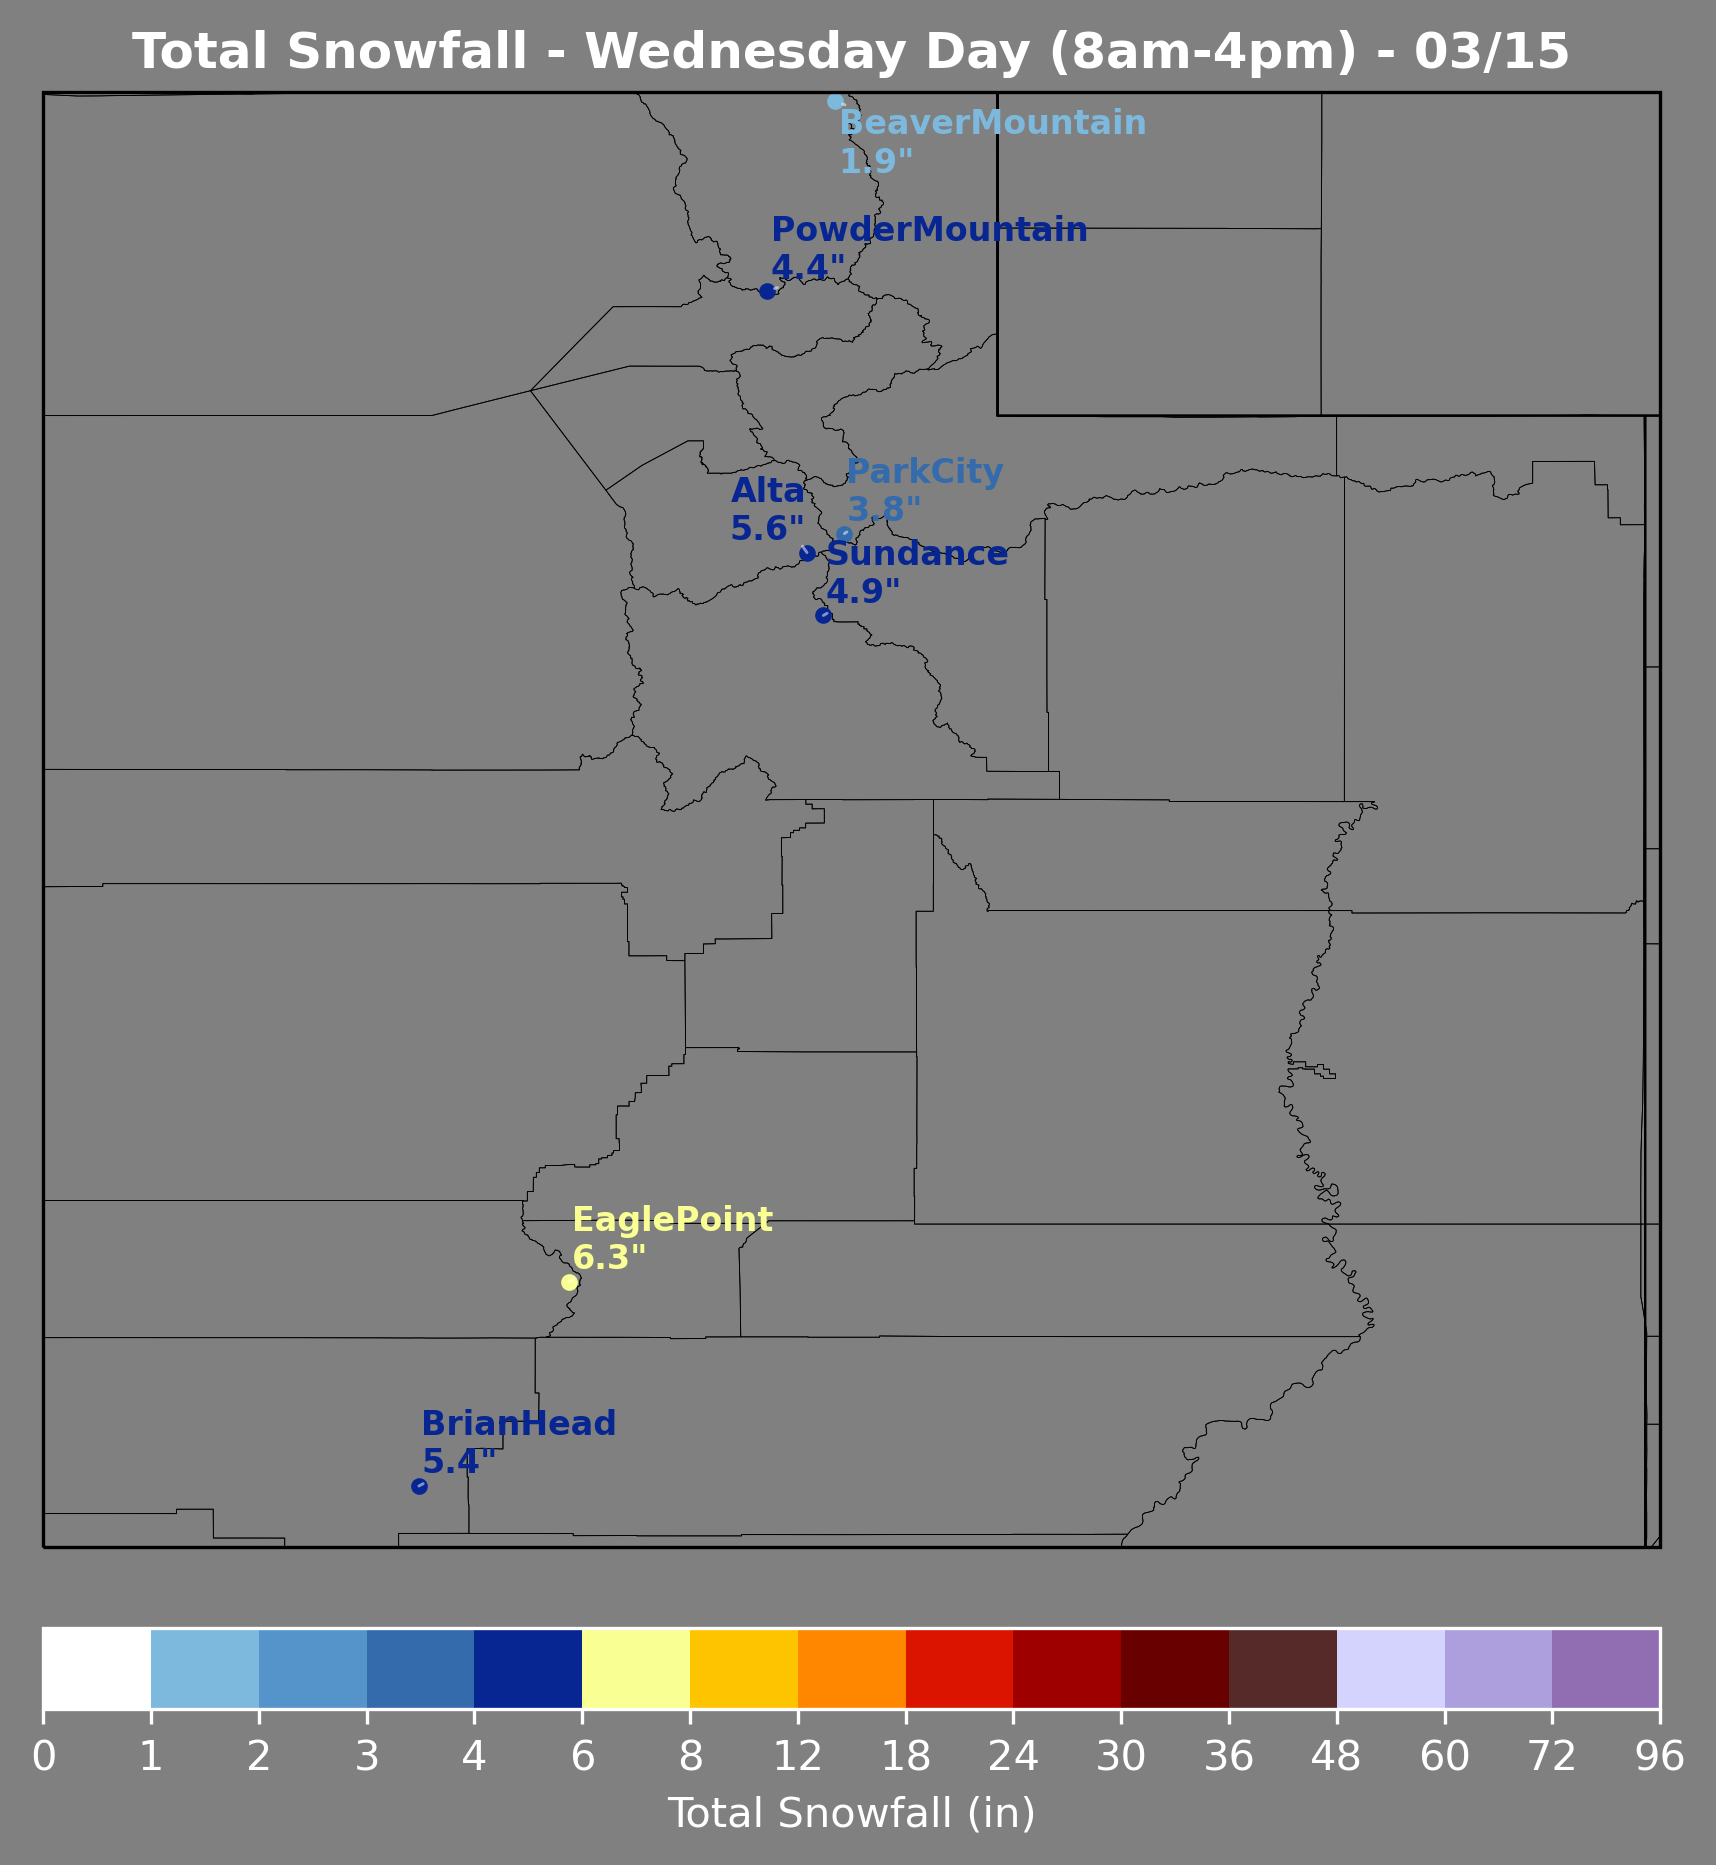 Total Snowfall - Wednesday Day (8am-4pm) - 03/15
BeaverMountain
1.9"
PowderMountain
4.4"
ParkCity
3.8"
Alta
5.6"
Sundance
4.9"
EaglePoint
6.3"
BrianHead
5.4"
0 1 2 3 4 6 8 12 18 24 30 36 48 60 72 96
Total Snowfall (in)